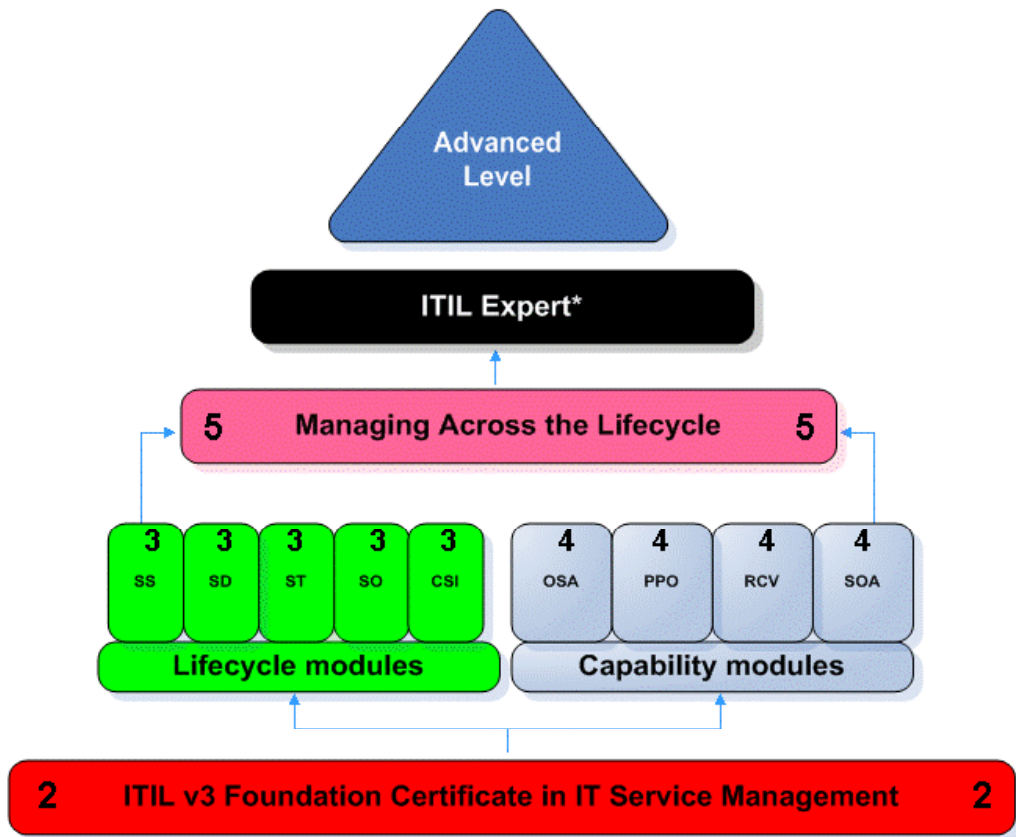 Advanced
Level
ITIL Expert*
5 Managing Across the Lifecycle 5
3 3 3 3 3 4 4 4 4
SS SD ST SO CSI OSA PPO RCV SOA
Lifecycle modules Capability modules
2 ITIL v3 Foundation Certificate in IT Service Management 2